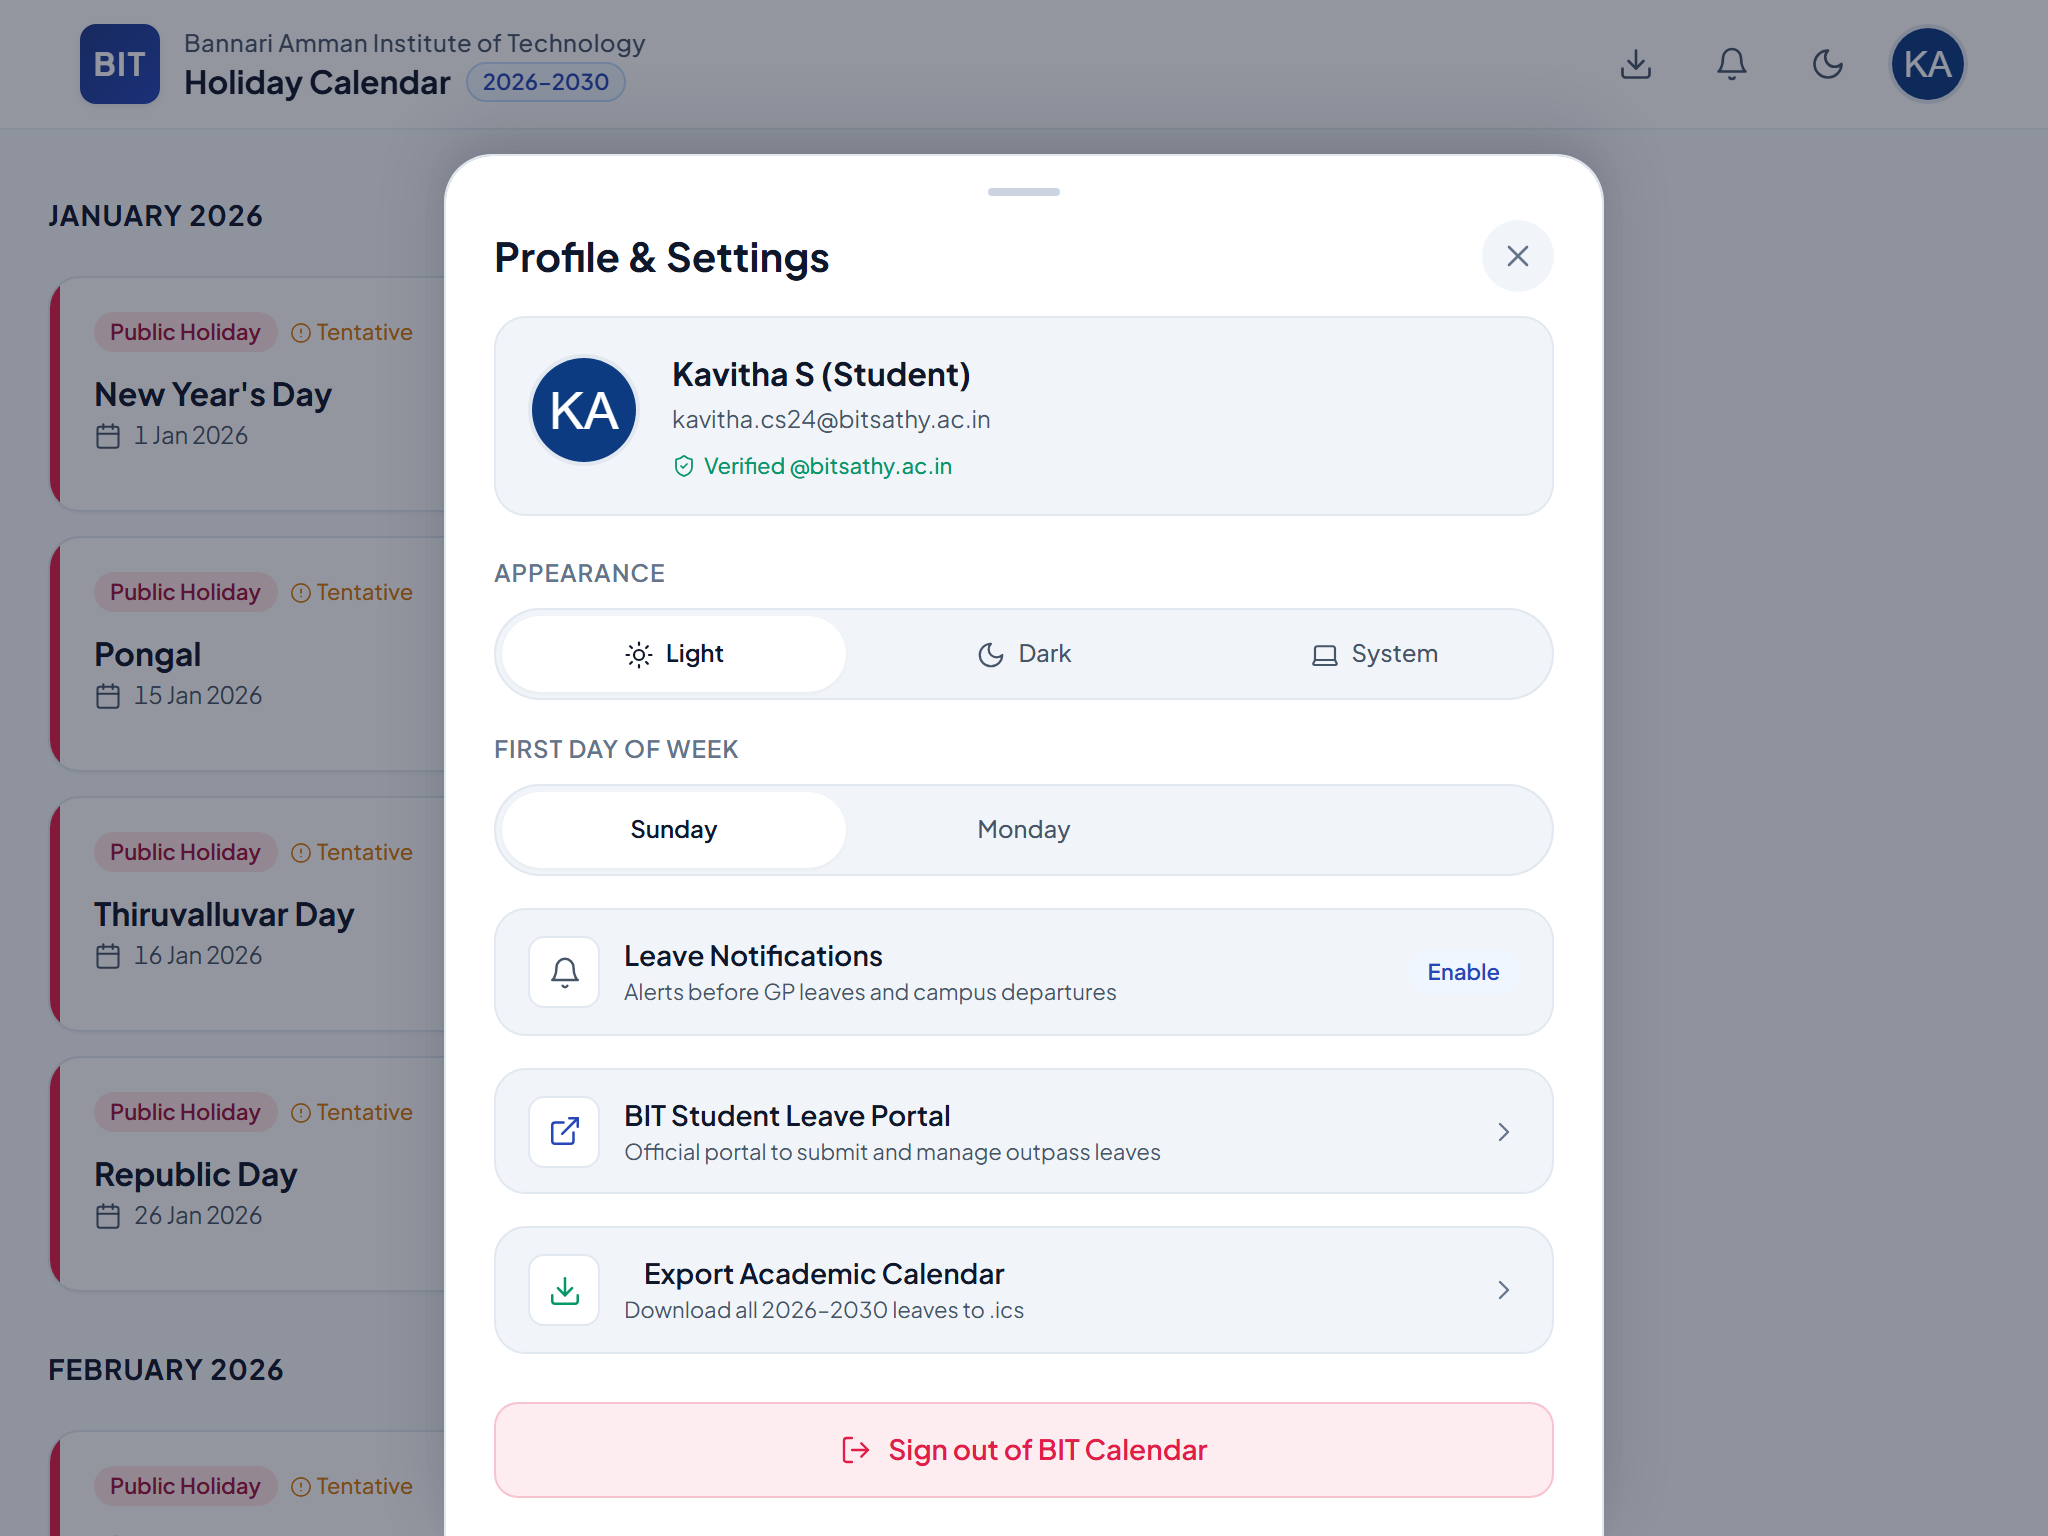 BIT
Bannari Amman Institute of Technology
Holiday Calendar 2026–2030
KA
JANUARY 2026
Public Holiday Tentative
New Year's Day
1 Jan 2026
Public Holiday Tentative
Pongal
15 Jan 2026
Public Holiday Tentative
Thiruvalluvar Day
16 Jan 2026
Public Holiday Tentative
Republic Day
26 Jan 2026
FEBRUARY 2026
Public Holiday Tentative
Profile & Settings
KA
Kavitha S (Student)
kavitha.cs24@bitsathy.ac.in
Verified @bitsathy.ac.in
APPEARANCE
Light Dark System
FIRST DAY OF WEEK
Sunday Monday
Leave Notifications
Alerts before GP leaves and campus departures
Enable
BIT Student Leave Portal
Official portal to submit and manage outpass leaves
Export Academic Calendar
Download all 2026–2030 leaves to .ics
Sign out of BIT Calendar